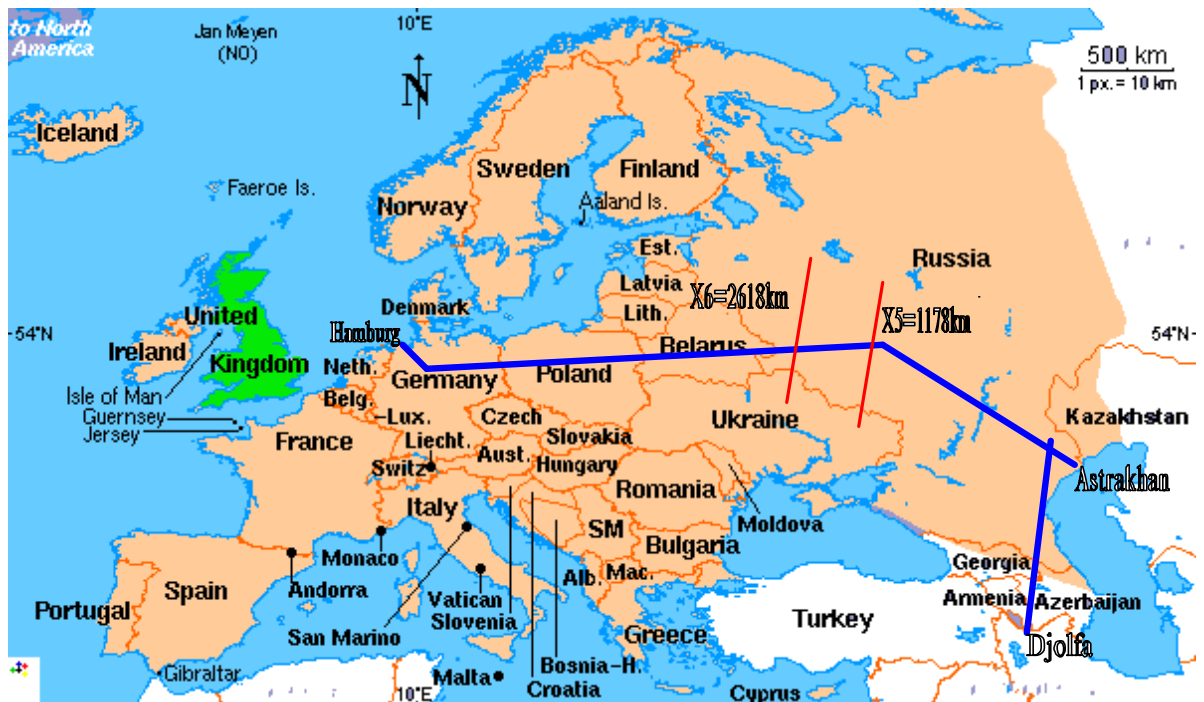 to North
America
Jan Meyen
(NO)
10°E
N
500 km
1 px. = 10 km
Iceland
Faeroe Is.
Sweden
Finland
Norway
Aaland Is.
Est.
Russia
Latvia
X6=2618km
Denmark
Lith.
United
Hamburg
X5=1178km
54°N
54°N
Ireland
Kingdom
Neth.
Belarus
Germany
Poland
Isle of Man
Belg.
Guernsey
-Lux.
Czech
Ukraine
Kazakhstan
Jersey
France
Liecht.
Slovakia
Switz
Aust.
Hungary
Astrakhan
Italy
Romania
Moldova
SM
Monaco
Bulgaria
Georgia
Spain
Andorra
Alb.
Mac.
Armenia
Azerbaijan
Portugal
Vatican
Slovenia
Turkey
San Marino
Greece
Djolfa
Gibraltar
Malta
Bosnia-H.
10°E
Croatia
Cyprus